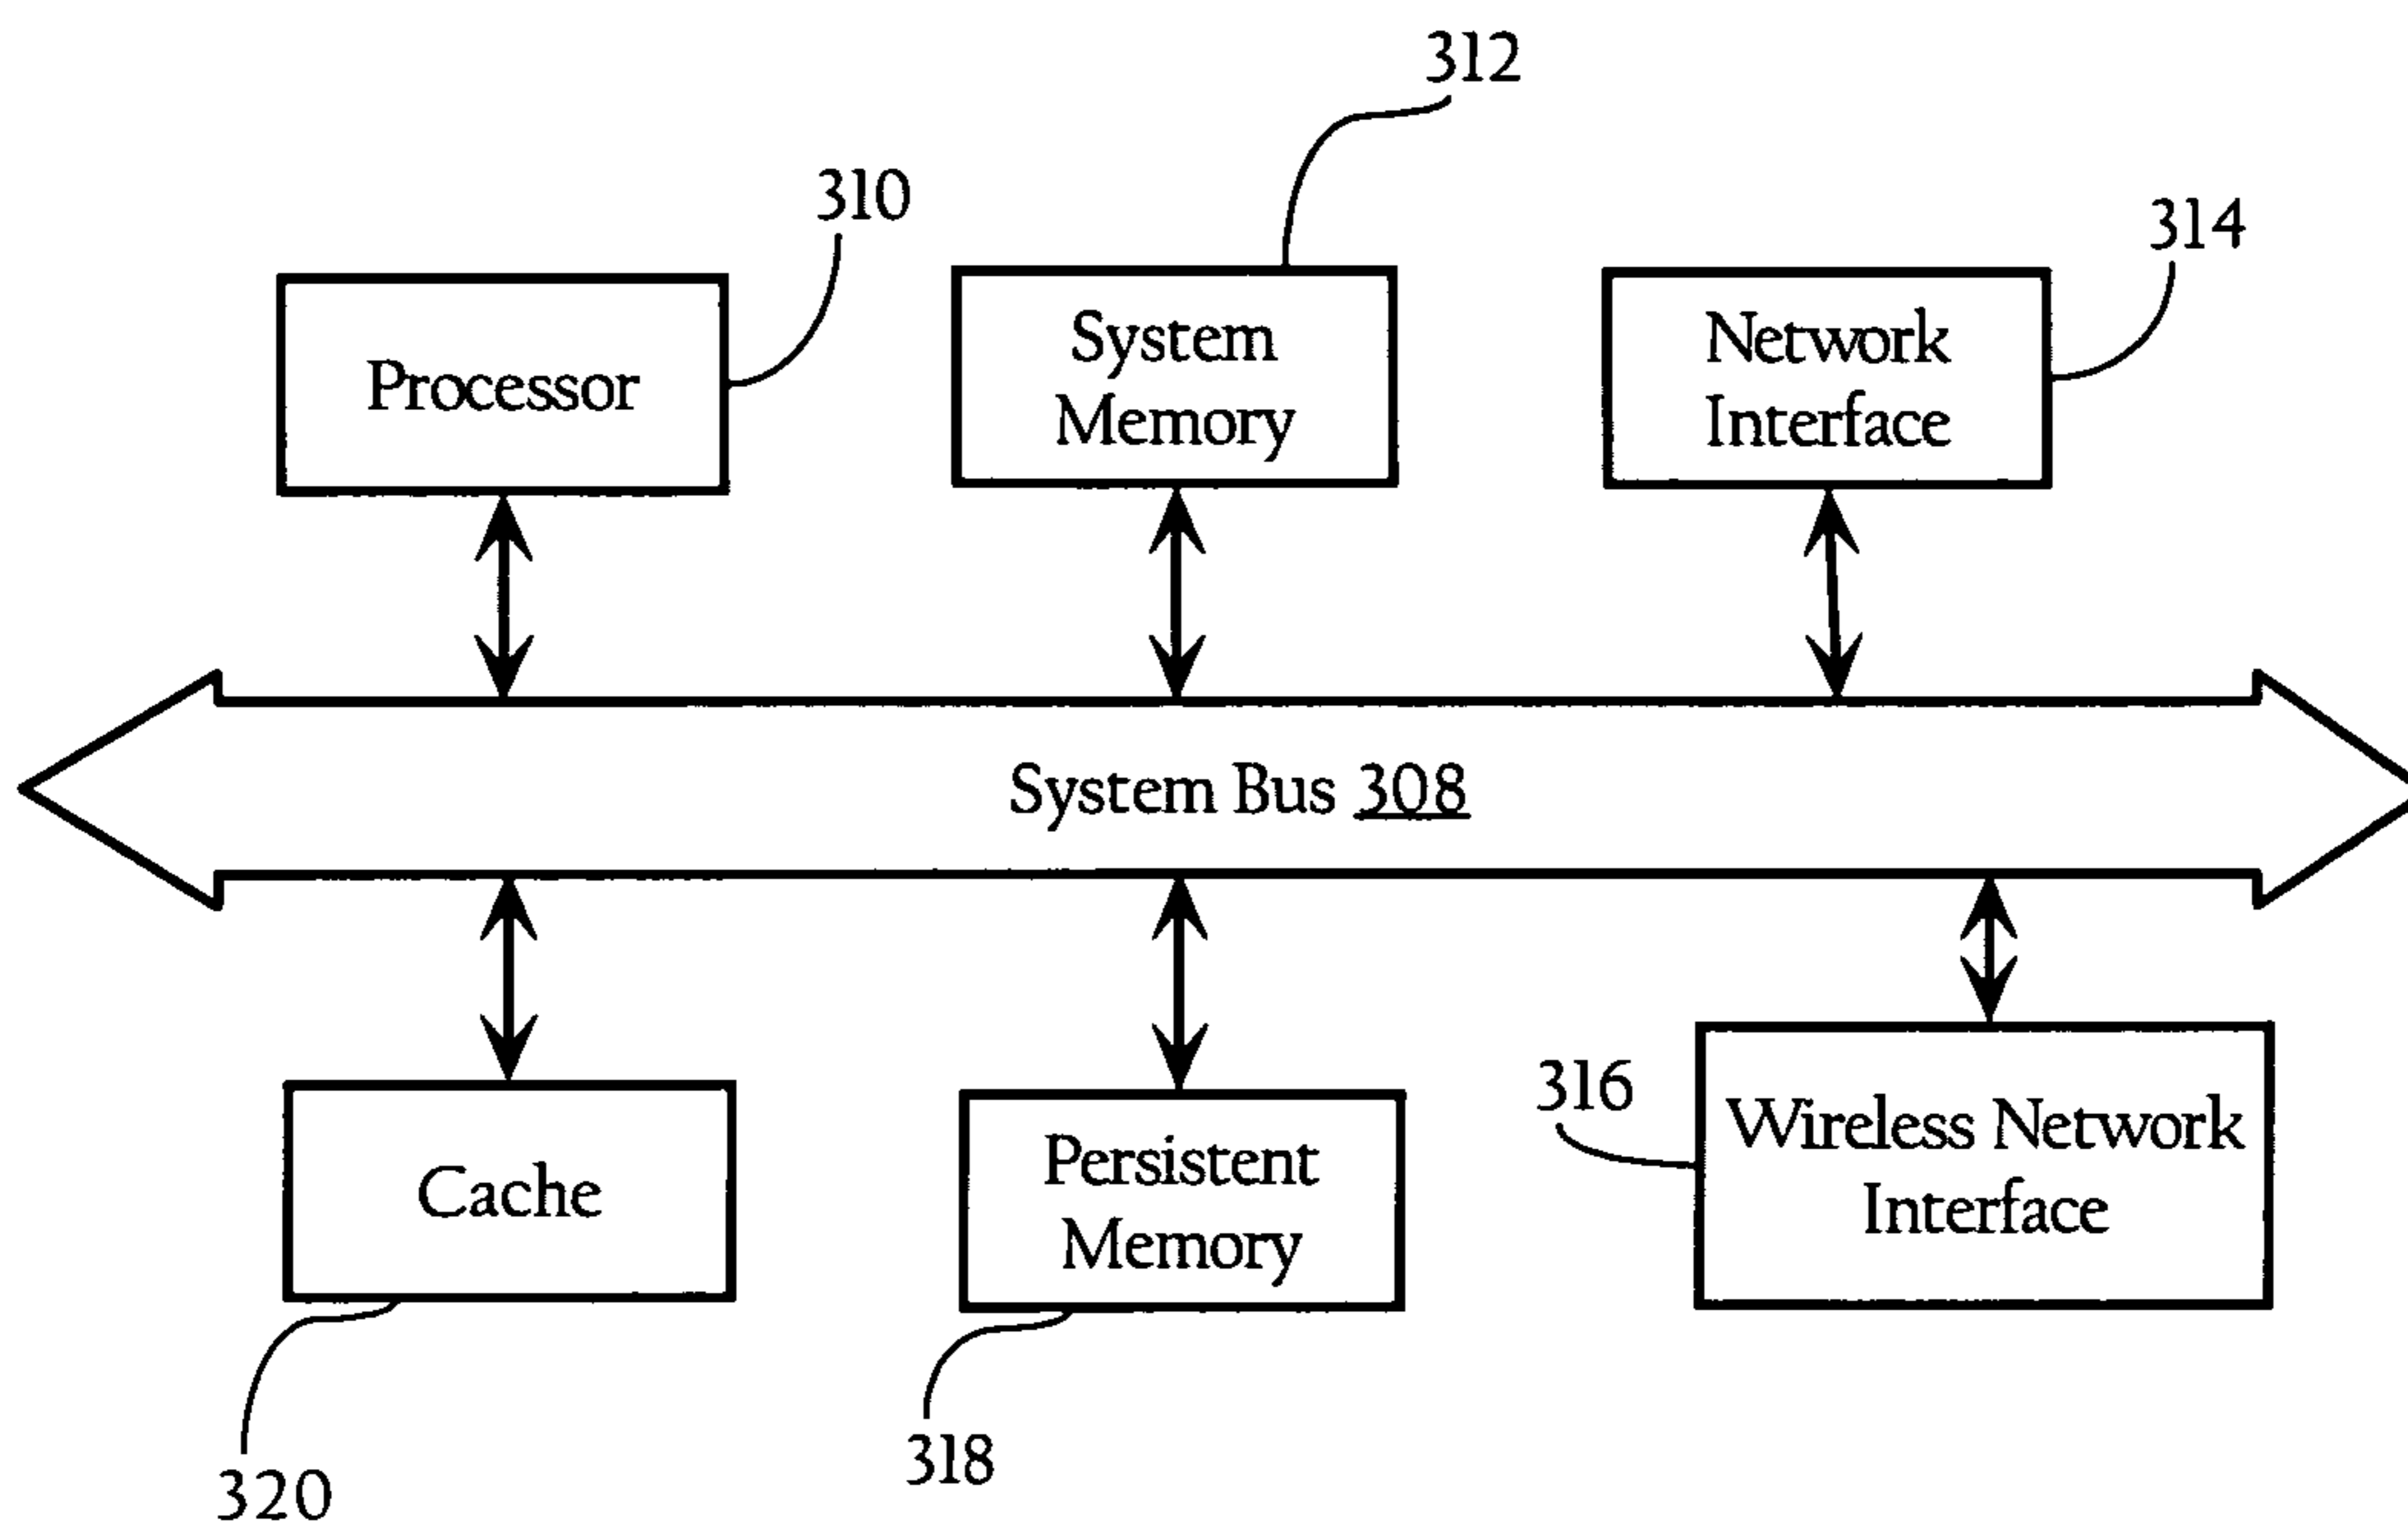 312
310
314
Processor
System
Memory
Network
Interface
System Bus 308
316
Cache
Persistent
Memory
Wireless Network
Interface
318
320